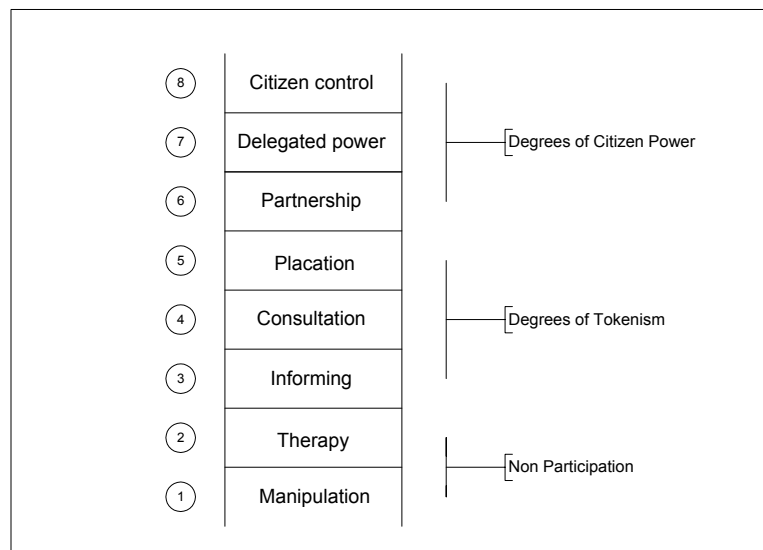 8 Citizen control
7 Delegated power Degrees of Citizen Power
6 Partnership
5 Placation
4 Consultation Degrees of Tokenism
3 Informing
2 Therapy
Non Participation
1 Manipulation